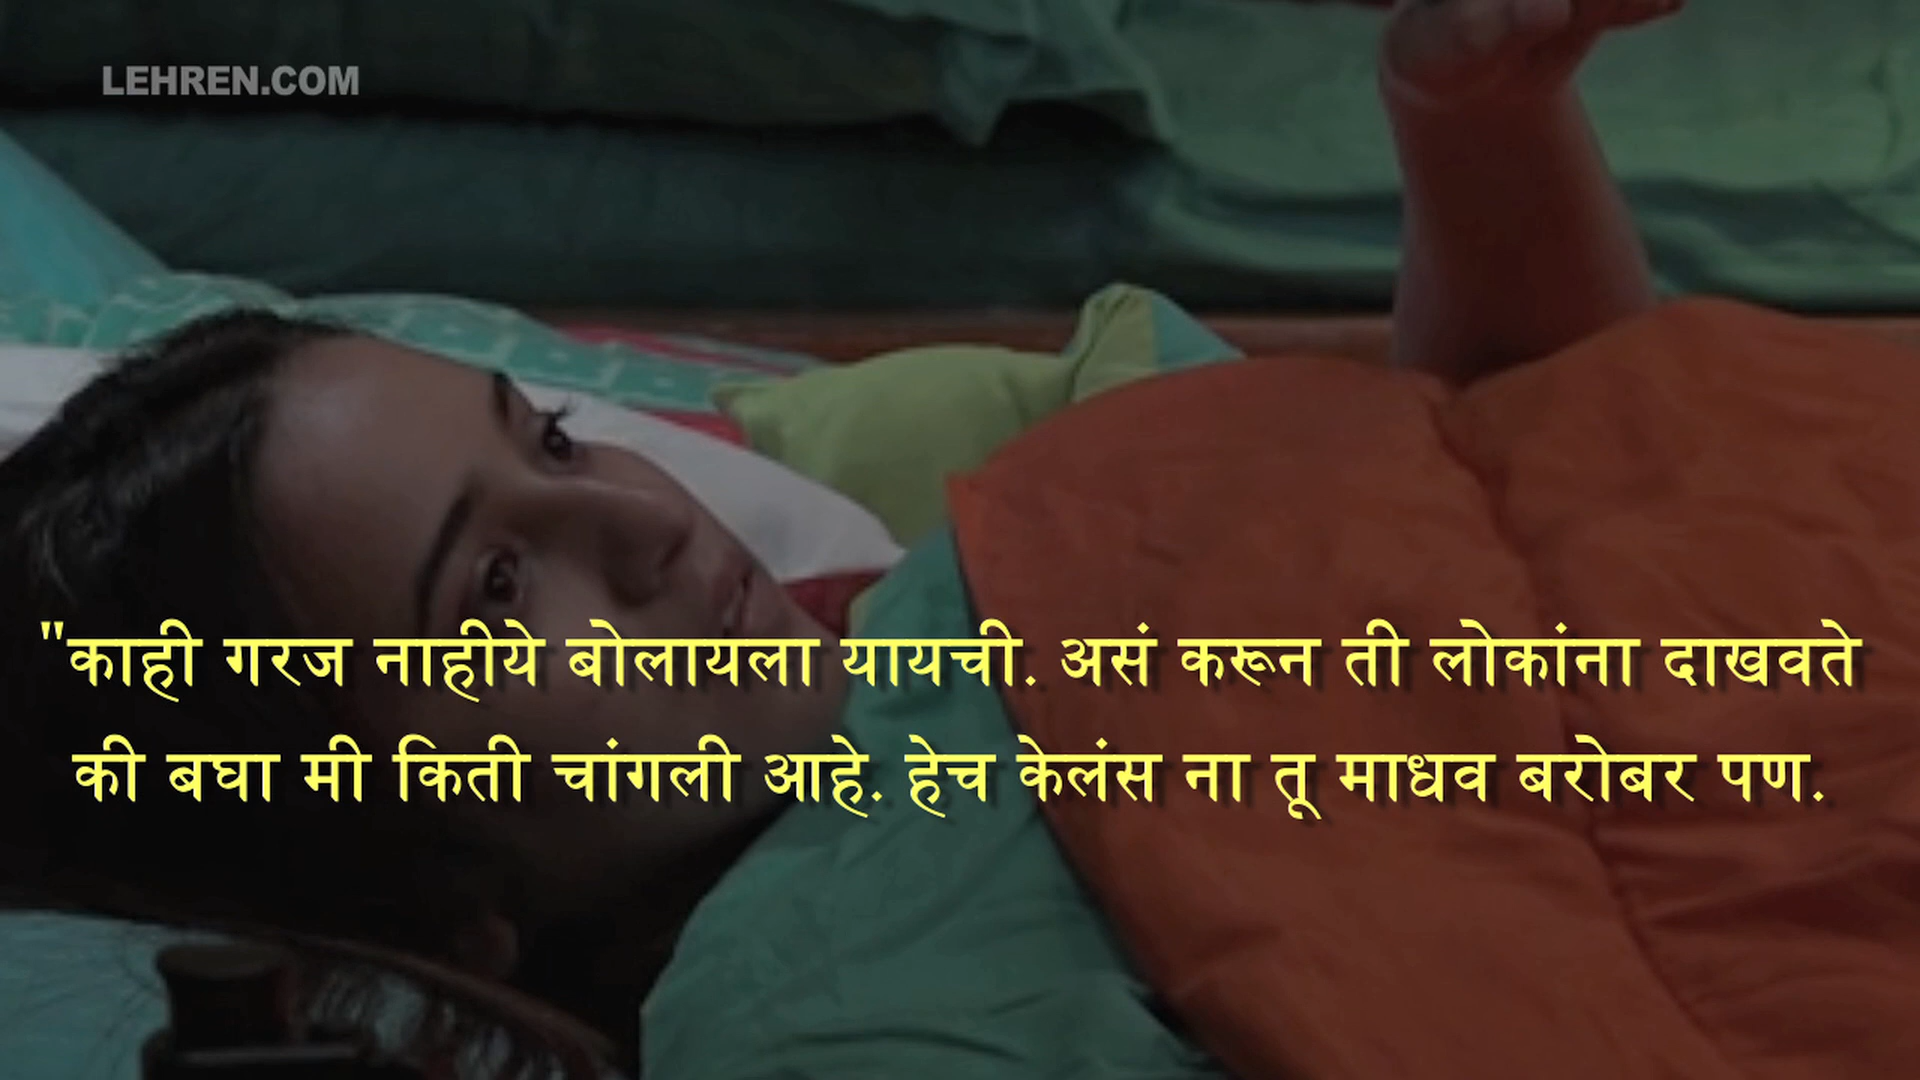 LEHREN.COM
"काही गरज नाहीये बोलायला यायची. असं करून ती लोकांना दाखवते
की बघा मी किती चांगली आहे. हेच केलंस ना तू माधव बरोबर पण.